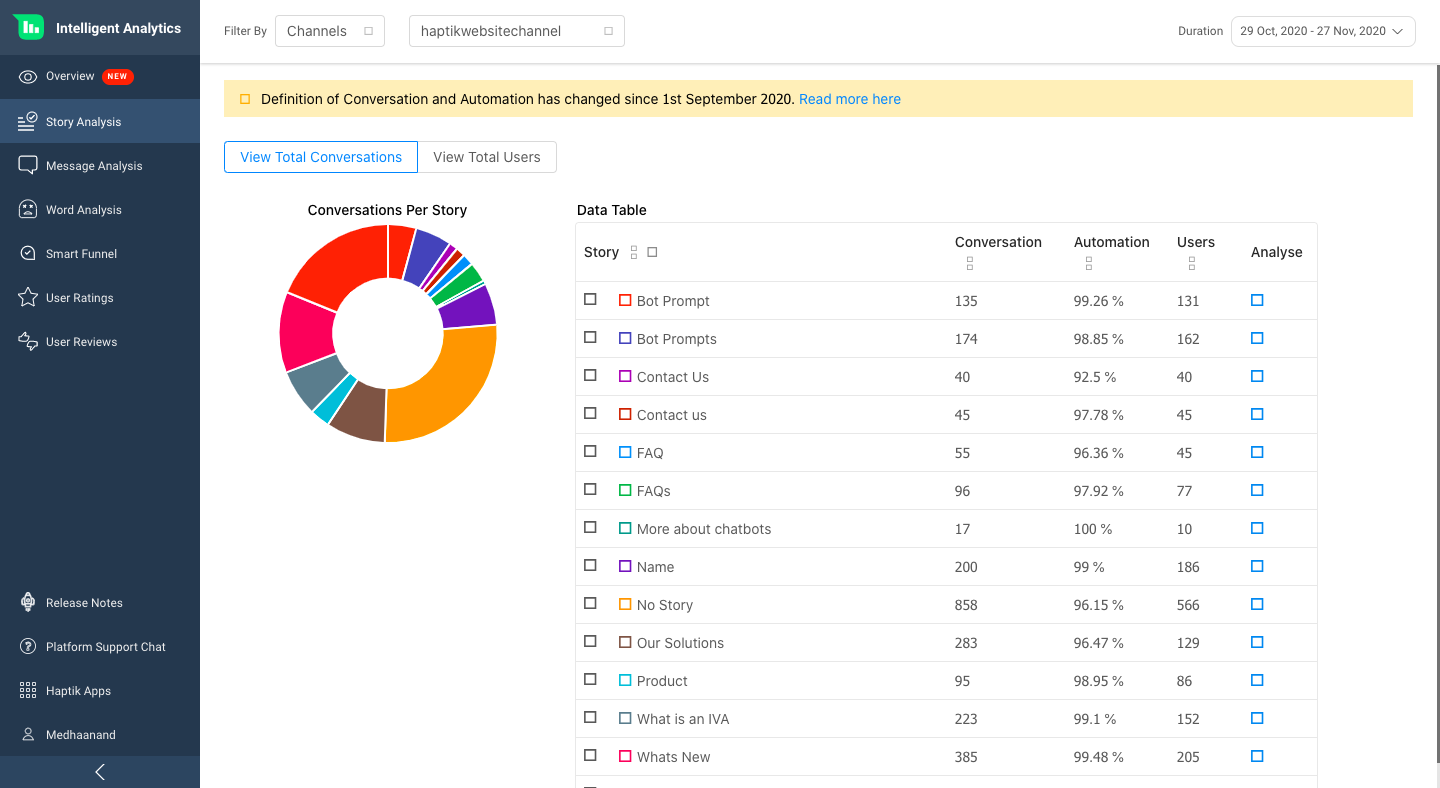 Intelligent Analytics
Filter By
Channels
haptikwebsitechannel
Duration
29 Oct, 2020 - 27 Nov, 2020
Overview
NEW
Story Analysis
Message Analysis
Word Analysis
Smart Funnel
User Ratings
User Reviews
Release Notes
Platform Support Chat
Haptik Apps
Medhaanand
Definition of Conversation and Automation has changed since 1st September 2020. Read more here
View Total Conversations
View Total Users
Conversations Per Story
Data Table
Story Conversation Automation Users Analyse
Bot Prompt 135 99.26 % 131
Bot Prompts 174 98.85 % 162
Contact Us 40 92.5 % 40
Contact us 45 97.78 % 45
FAQ 55 96.36 % 45
FAQs 96 97.92 % 77
More about chatbots 17 100 % 10
Name 200 99 % 186
No Story 858 96.15 % 566
Our Solutions 283 96.47 % 129
Product 95 98.95 % 86
What is an IVA 223 99.1 % 152
Whats New 385 99.48 % 205